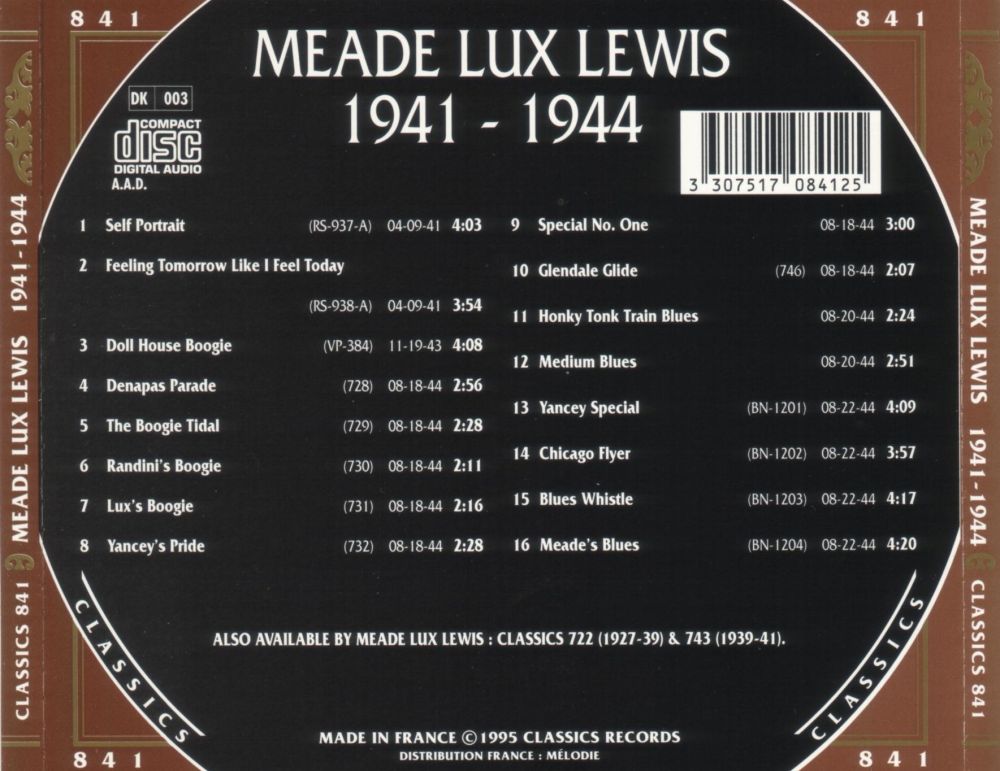 841
841
MEADE LUX LEWIS
1941 - 1944
DK 003
COMPACT
disc
DIGITAL AUDIO
A.A.D.
3 307517 084125
1 Self Portrait (RS-937-A) 04-09-41 4:03
2 Feeling Tomorrow Like I Feel Today
(RS-938-A) 04-09-41 3:54
3 Doll House Boogie (VP-384) 11-19-43 4:08
4 Denapas Parade (728) 08-18-44 2:56
5 The Boogie Tidal (729) 08-18-44 2:28
6 Randini's Boogie (730) 08-18-44 2:11
7 Lux's Boogie (731) 08-18-44 2:16
8 Yancey's Pride (732) 08-18-44 2:28
9 Special No. One 08-18-44 3:00
10 Glendale Glide (746) 08-18-44 2:07
11 Honky Tonk Train Blues 08-20-44 2:24
12 Medium Blues 08-20-44 2:51
13 Yancey Special (BN-1201) 08-22-44 4:09
14 Chicago Flyer (BN-1202) 08-22-44 3:57
15 Blues Whistle (BN-1203) 08-22-44 4:17
16 Meade's Blues (BN-1204) 08-22-44 4:20
ALSO AVAILABLE BY MEADE LUX LEWIS : CLASSICS 722 (1927-39) & 743 (1939-41).
CLASSICS
CLASSICS
MADE IN FRANCE ©1995 CLASSICS RECORDS
DISTRIBUTION FRANCE : MÉLODIE
841
841
CLASSICS 841 MEADE LUX LEWIS 1941-1944
MEADE LUX LEWIS 1941-1944 CLASSICS 841